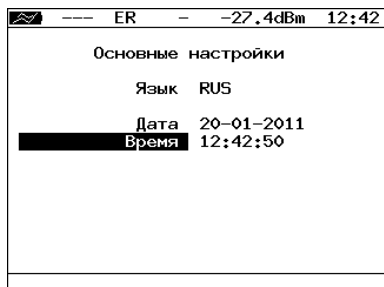 --- ER - -27.4dBm 12:42
Основные настройки
Язык RUS
Дата 20-01-2011
Время 12:42:50